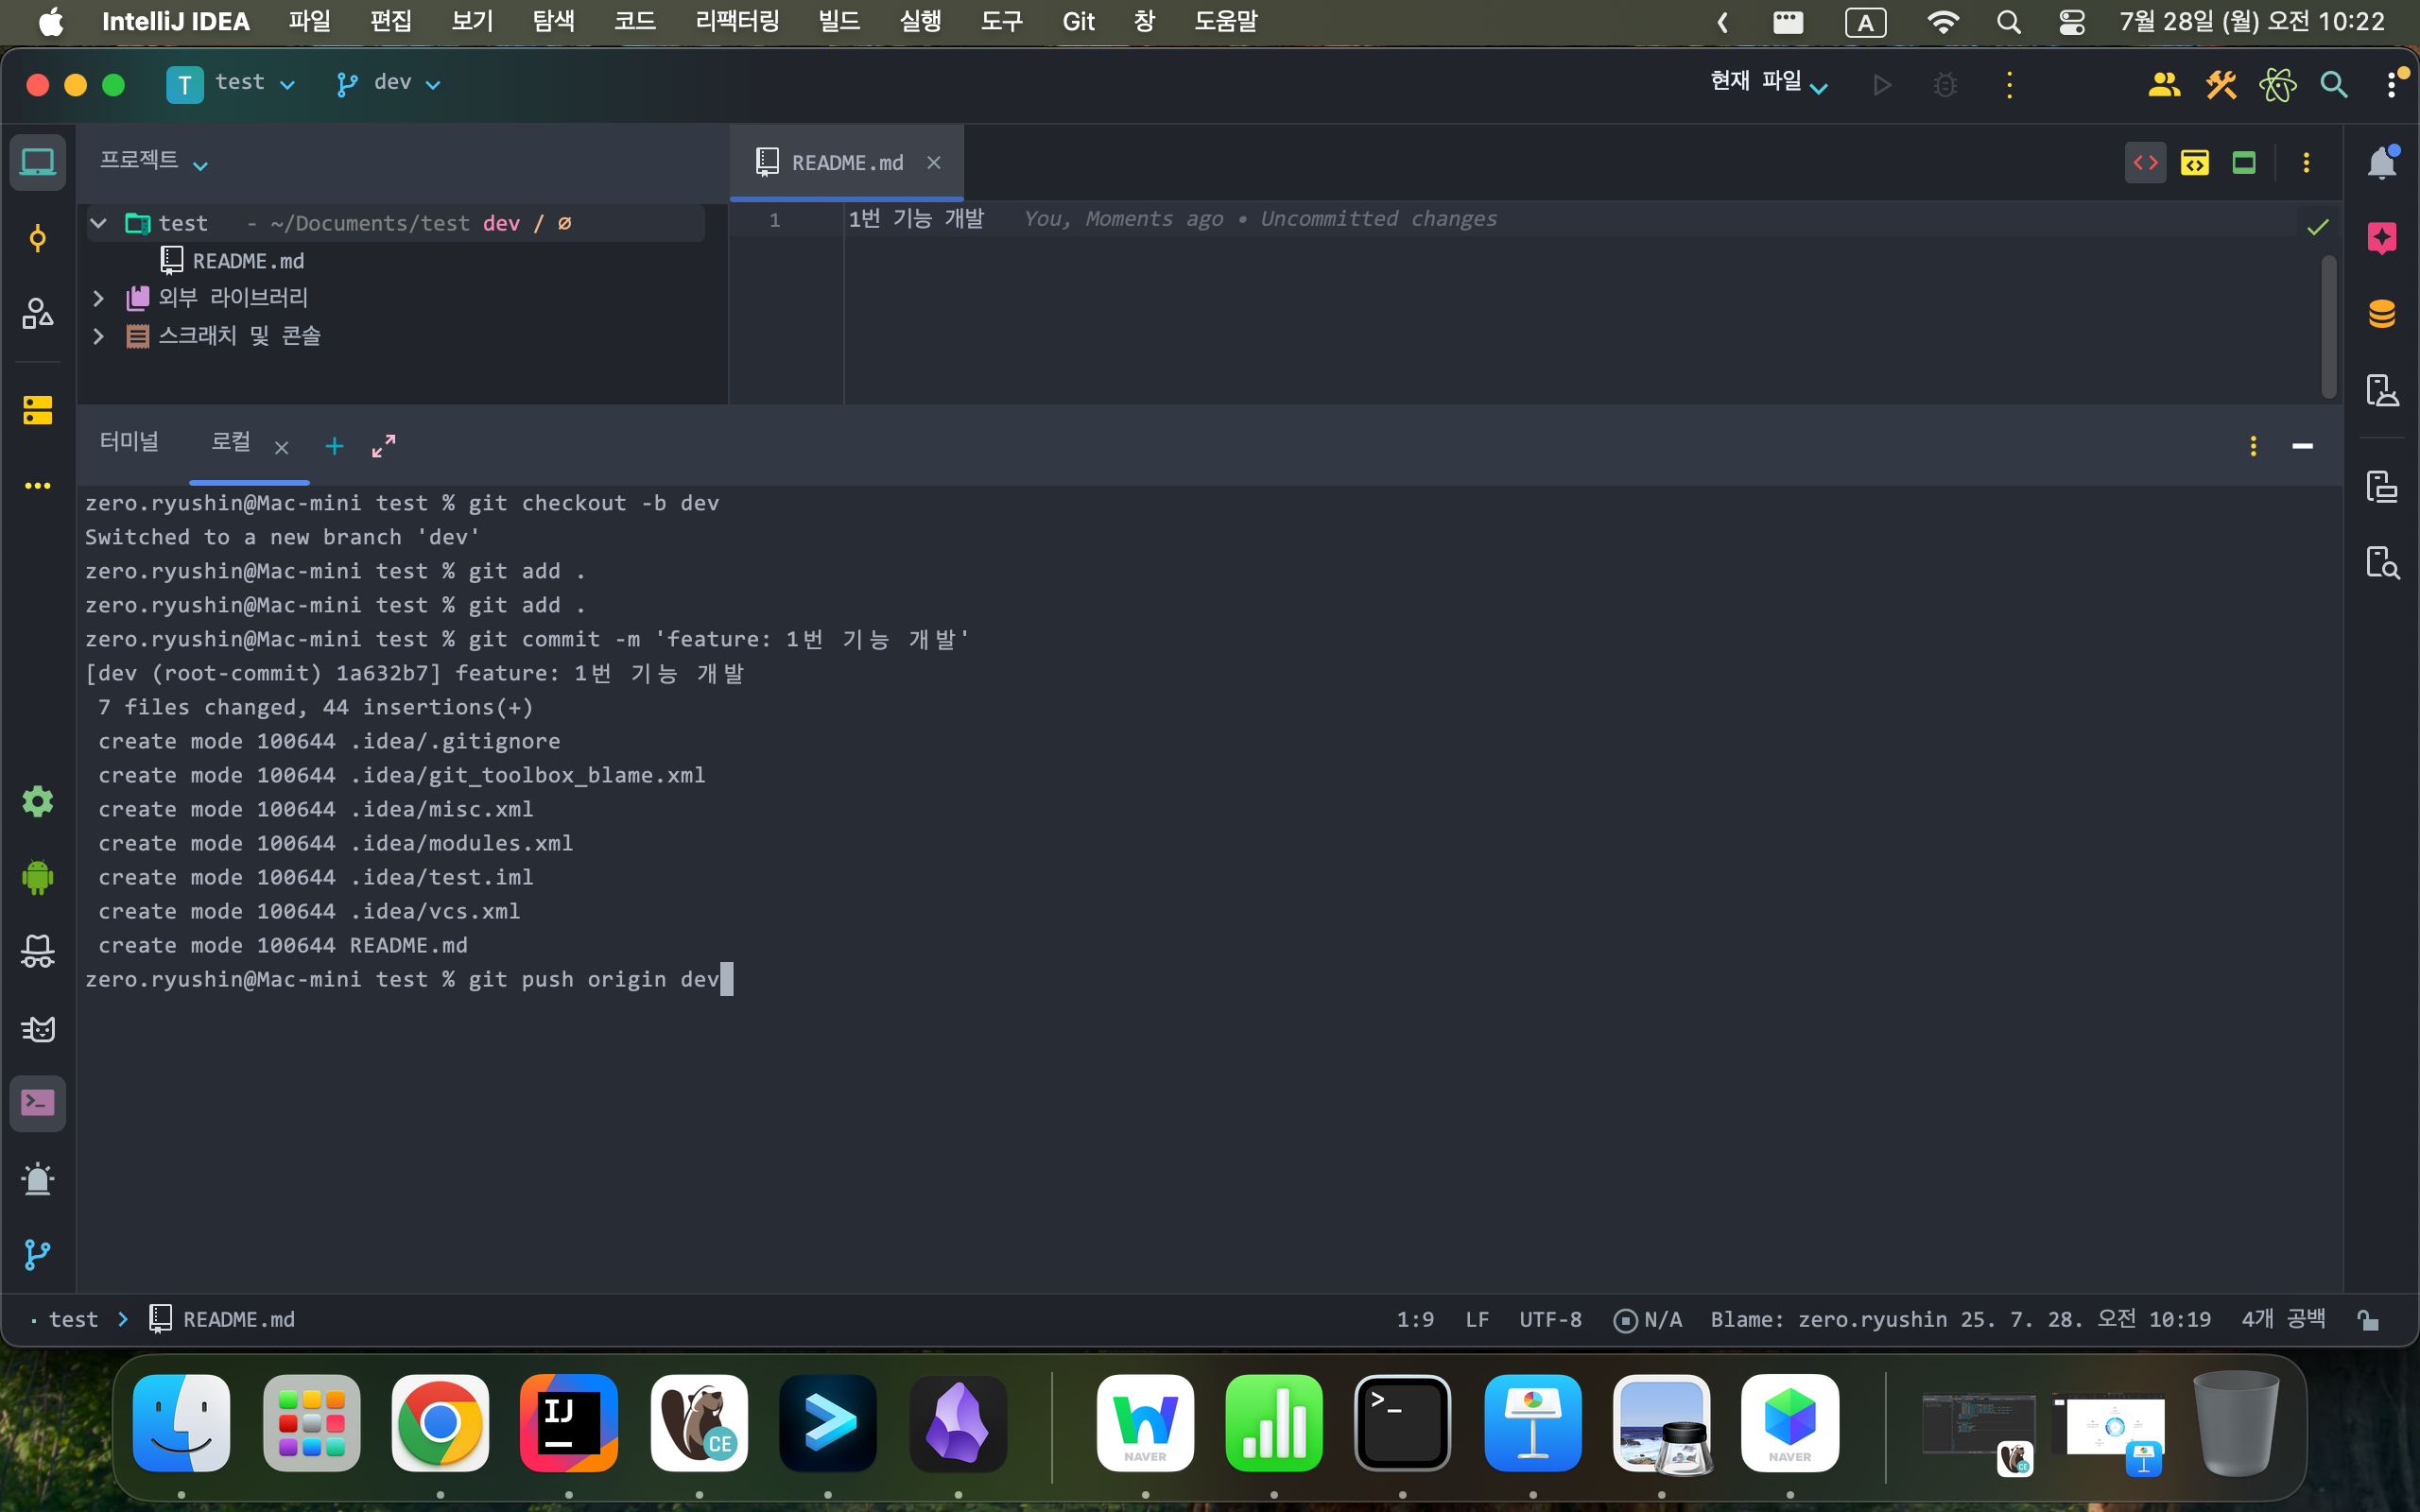 IntelliJ IDEA 파일 편집 보기 탐색 코드 리팩터링 빌드 실행 도구 Git 창 도움말 A 7월 28일 (월) 오전 10:22
T test dev 현재 파일
프로젝트
README.md
test - ~/Documents/test dev / ∅
README.md
외부 라이브러리
스크래치 및 콘솔
1 1번 기능 개발 You, Moments ago • Uncommitted changes
터미널 로컬
zero.ryushin@Mac-mini test % git checkout -b dev
Switched to a new branch 'dev'
zero.ryushin@Mac-mini test % git add .
zero.ryushin@Mac-mini test % git add .
zero.ryushin@Mac-mini test % git commit -m 'feature: 1번 기능 개발'
[dev (root-commit) 1a632b7] feature: 1번 기능 개발
7 files changed, 44 insertions(+)
create mode 100644 .idea/.gitignore
create mode 100644 .idea/git_toolbox_blame.xml
create mode 100644 .idea/misc.xml
create mode 100644 .idea/modules.xml
create mode 100644 .idea/test.iml
create mode 100644 .idea/vcs.xml
create mode 100644 README.md
zero.ryushin@Mac-mini test % git push origin dev
test README.md 1:9 LF UTF-8 N/A Blame: zero.ryushin 25. 7. 28. 오전 10:19 4개 공백
IJ
CE
NAVER
>_
NAVER
CE